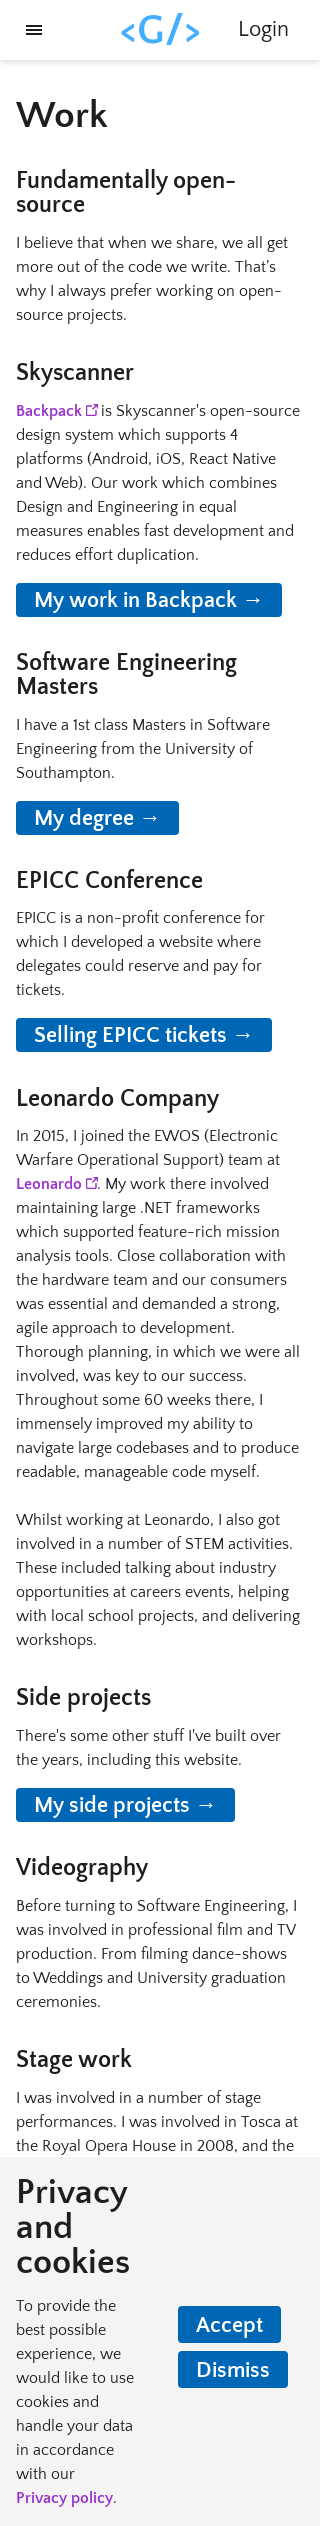 <G/>
Login
Work
Fundamentally open-
source
I believe that when we share, we all get
more out of the code we write. That's
why I always prefer working on open-
source projects.
Skyscanner
Backpack is Skyscanner's open-source
design system which supports 4
platforms (Android, iOS, React Native
and Web). Our work which combines
Design and Engineering in equal
measures enables fast development and
reduces effort duplication.
My work in Backpack →
Software Engineering
Masters
I have a 1st class Masters in Software
Engineering from the University of
Southampton.
My degree →
EPICC Conference
EPICC is a non-profit conference for
which I developed a website where
delegates could reserve and pay for
tickets.
Selling EPICC tickets →
Leonardo Company
In 2015, I joined the EWOS (Electronic
Warfare Operational Support) team at
Leonardo. My work there involved
maintaining large .NET frameworks
which supported feature-rich mission
analysis tools. Close collaboration with
the hardware team and our consumers
was essential and demanded a strong,
agile approach to development.
Thorough planning, in which we were all
involved, was key to our success.
Throughout some 60 weeks there, I
immensely improved my ability to
navigate large codebases and to produce
readable, manageable code myself.
Whilst working at Leonardo, I also got
involved in a number of STEM activities.
These included talking about industry
opportunities at careers events, helping
with local school projects, and delivering
workshops.
Side projects
There's some other stuff I've built over
the years, including this website.
My side projects →
Videography
Before turning to Software Engineering, I
was involved in professional film and TV
production. From filming dance-shows
to Weddings and University graduation
ceremonies.
Stage work
I was involved in a number of stage
performances. I was involved in Tosca at
the Royal Opera House in 2008, and the
Privacy
and
cookies
To provide the
best possible
experience, we
would like to use
cookies and
handle your data
in accordance
with our
Privacy policy.
Accept
Dismiss